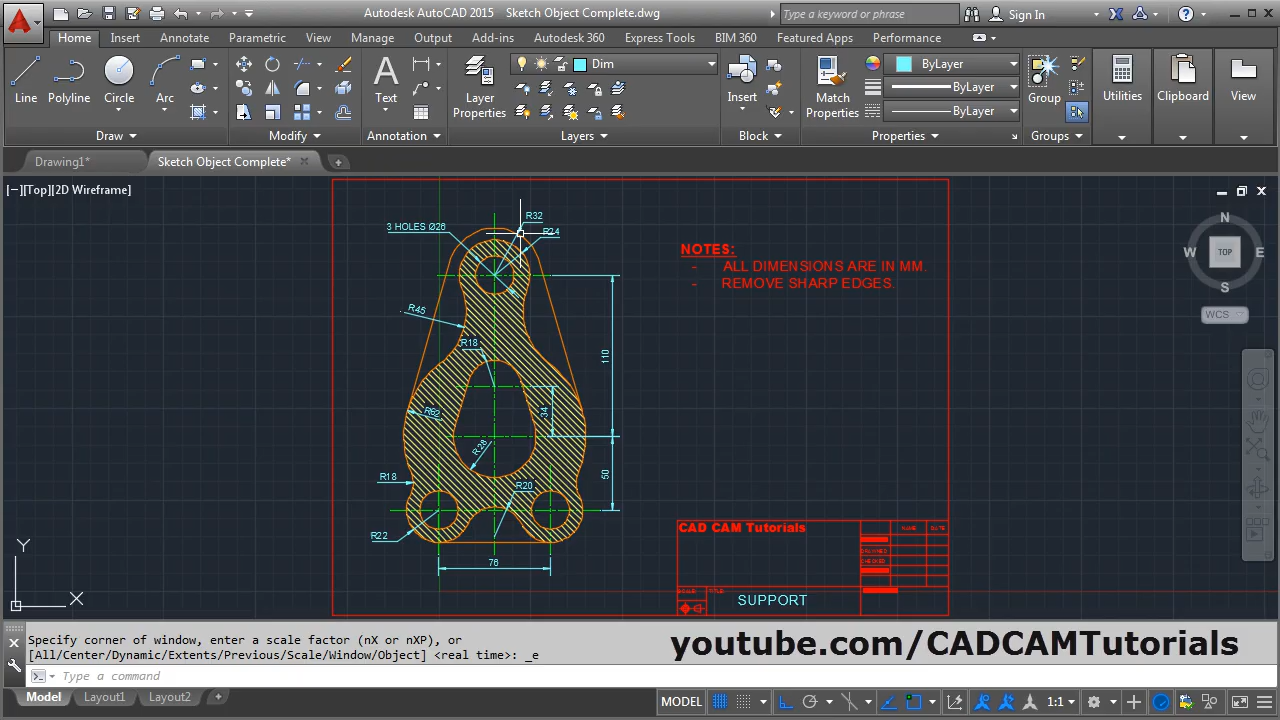 Autodesk AutoCAD 2015 Sketch Object Complete.dwg
Type a keyword or phrase
Sign In
Home Insert Annotate Parametric View Manage Output Add-ins Autodesk 360 Express Tools BIM 360 Featured Apps Performance
Line Polyline Circle Arc
Draw
Modify
Text
Annotation
Layer Properties
Dim
Layers
Insert
Block
Match Properties
ByLayer
ByLayer
ByLayer
Properties
Group
Groups
Utilities
Clipboard
View
Drawing1*
Sketch Object Complete*
[−][Top][2D Wireframe]
N
W TOP E
S
WCS
R32
3 HOLES Ø26
R24
R45
R18
110
34
R62
R28
50
R18
R20
R22
76
NOTES:
- ALL DIMENSIONS ARE IN MM.
- REMOVE SHARP EDGES.
CAD CAM Tutorials
NAME DATE
CHECKED
SUPPORT
Y
X
Specify corner of window, enter a scale factor (nX or nXP), or
[All/Center/Dynamic/Extents/Previous/Scale/Window/Object] <real time>: _e
Type a command
youtube.com/CADCAMTutorials
Model Layout1 Layout2
MODEL
1:1